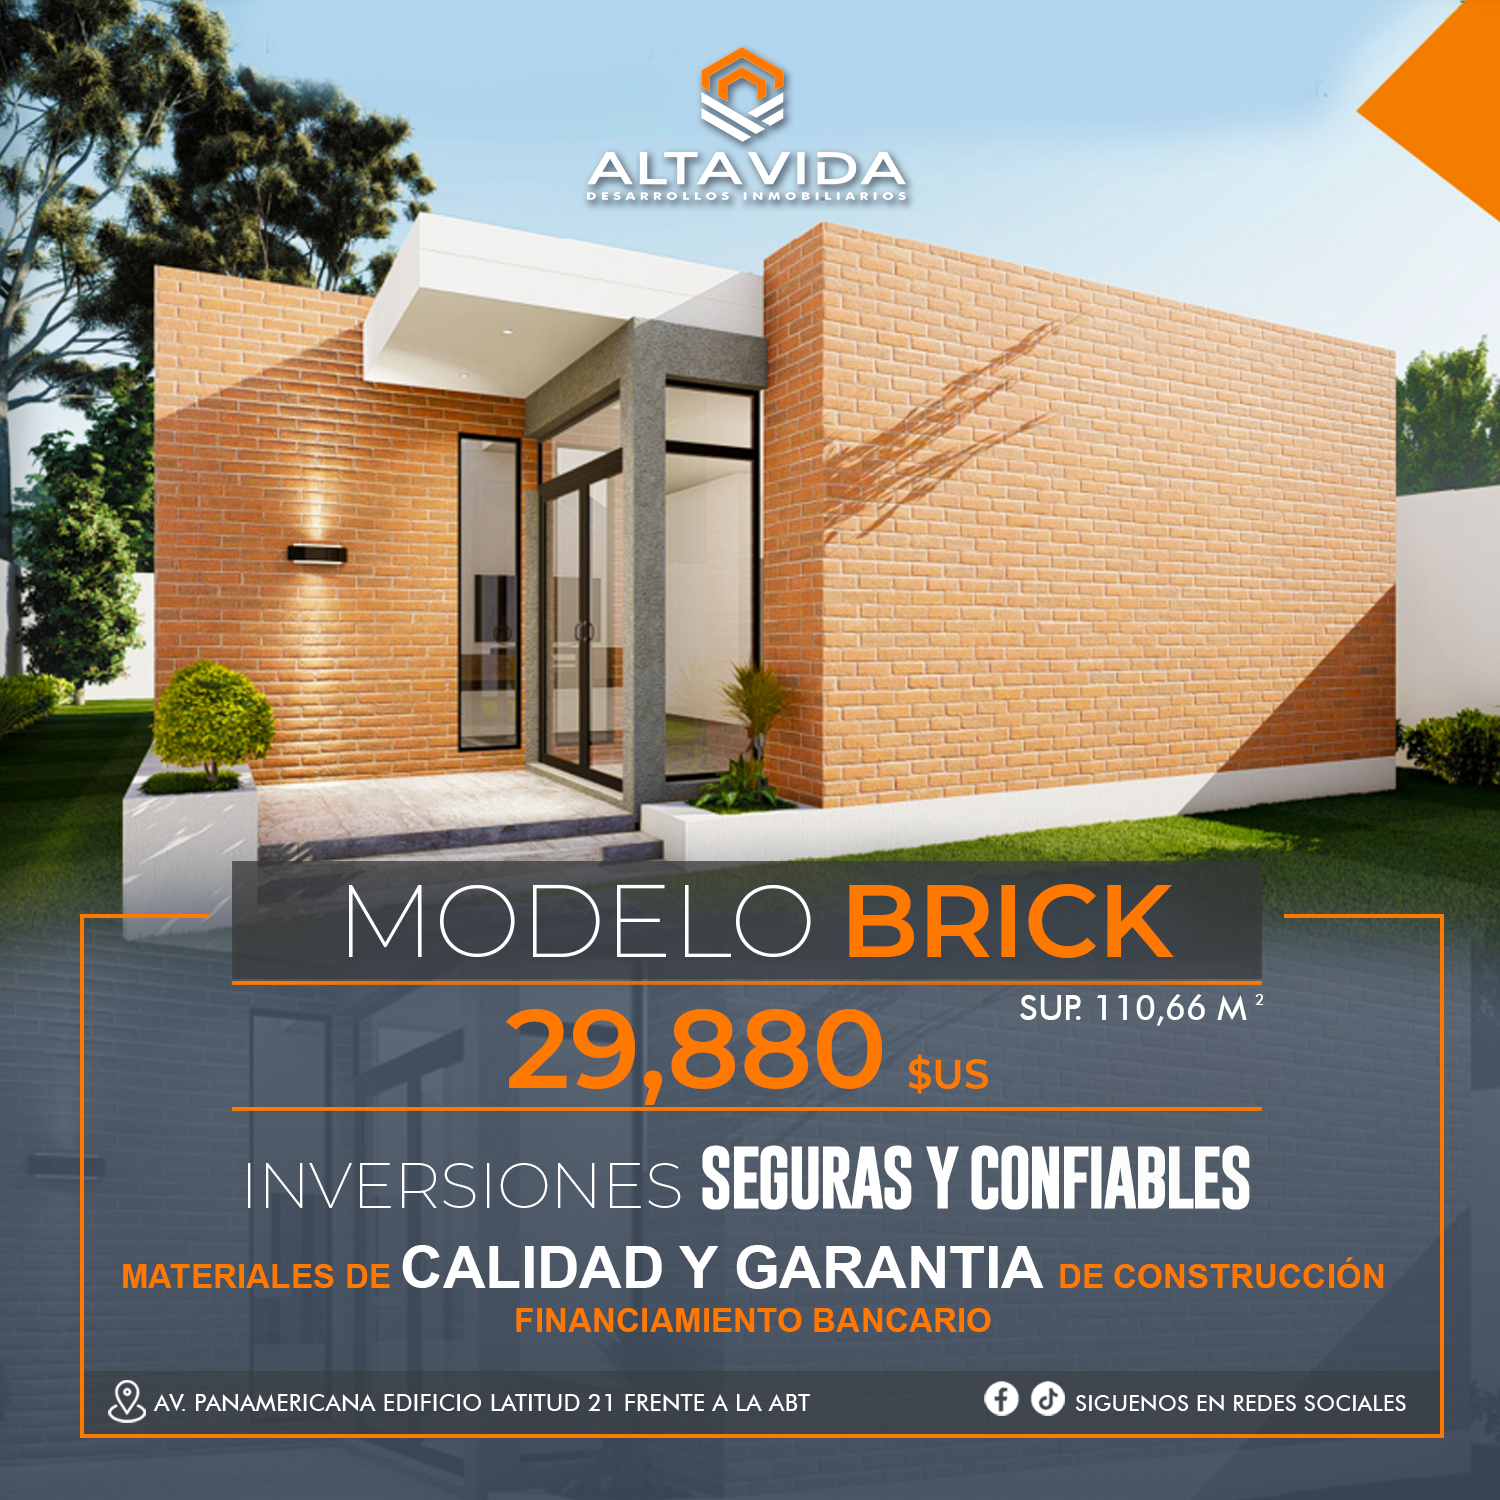 ALTAVIDA
DESARROLLOS INMOBILIARIOS
MODELO BRICK
SUP. 110,66 M²
29,880 $US
INVERSIONES SEGURAS Y CONFIABLES
MATERIALES DE CALIDAD Y GARANTIA DE CONSTRUCCIÓN
FINANCIAMIENTO BANCARIO
AV. PANAMERICANA EDIFICIO LATITUD 21 FRENTE A LA ABT
SIGUENOS EN REDES SOCIALES